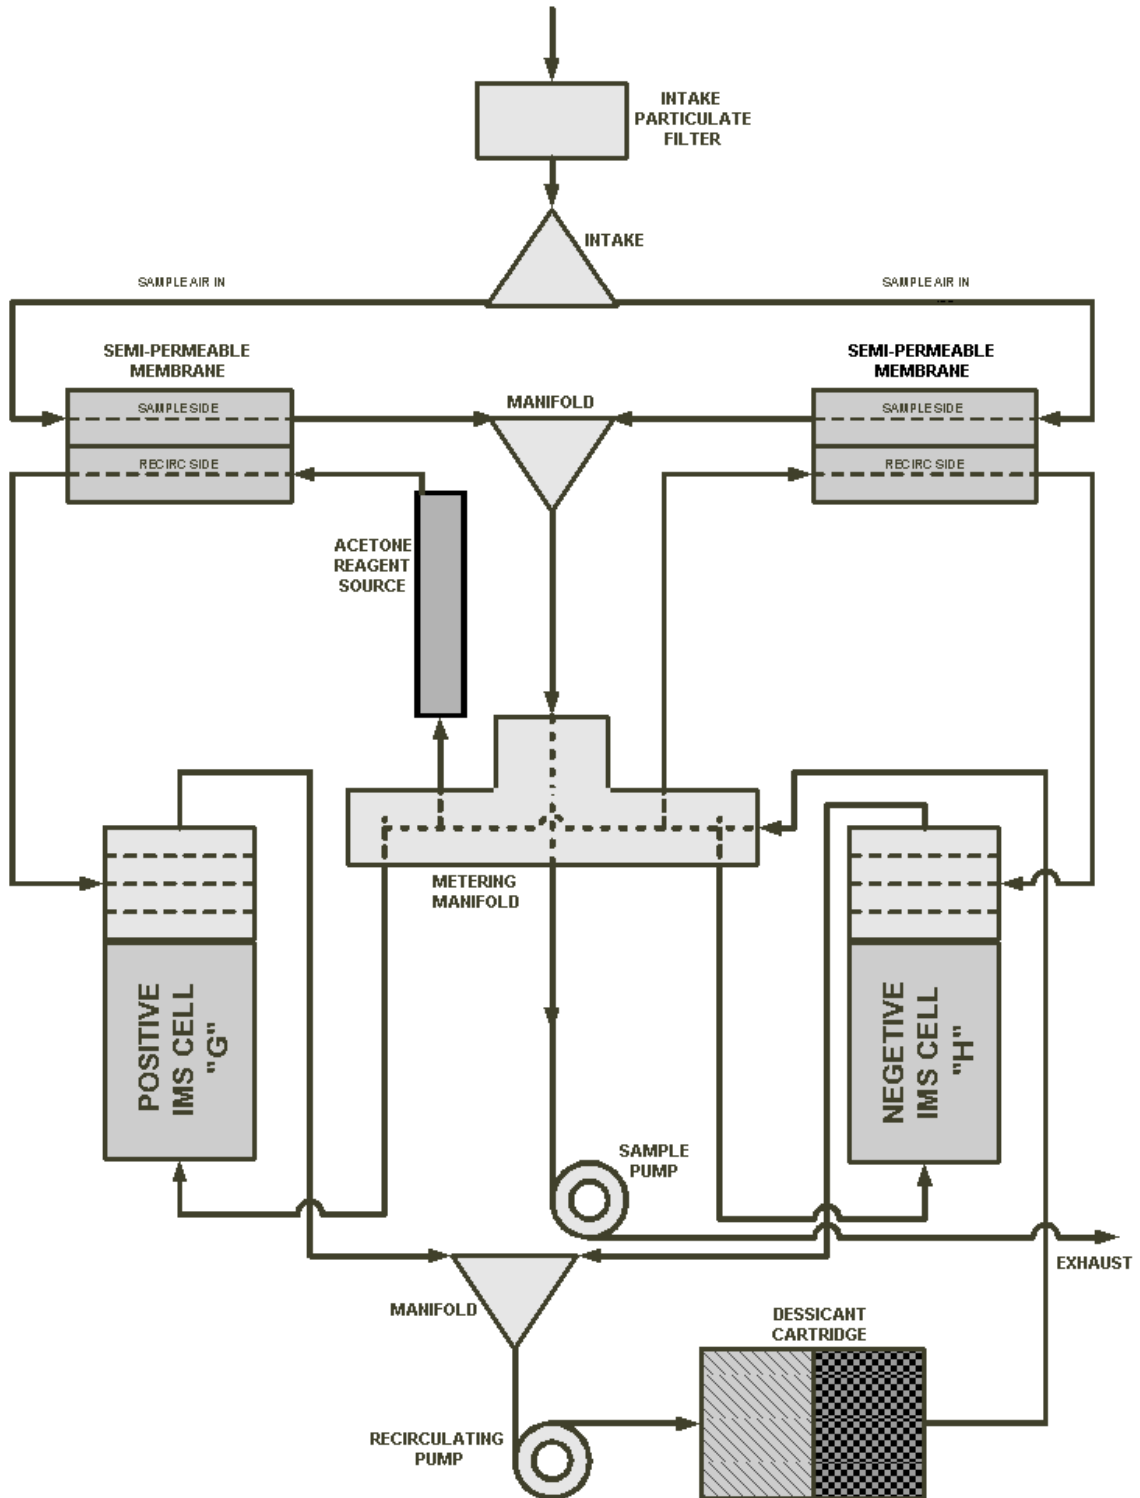 INTAKE
PARTICULATE
FILTER
INTAKE
SAMPLE AIR IN
SAMPLE AIR IN
SEMI-PERMEABLE
MEMBRANE
SEMI-PERMEABLE
MEMBRANE
SAMPLE SIDE
MANIFOLD
SAMPLE SIDE
RECIRC SIDE
RECIRC SIDE
ACETONE
REAGENT
SOURCE
METERING
MANIFOLD
POSITIVE
IMS CELL
"G"
NEGETIVE
IMS CELL
"H"
SAMPLE
PUMP
EXHAUST
MANIFOLD
DESSICANT
CARTRIDGE
RECIRCULATING
PUMP